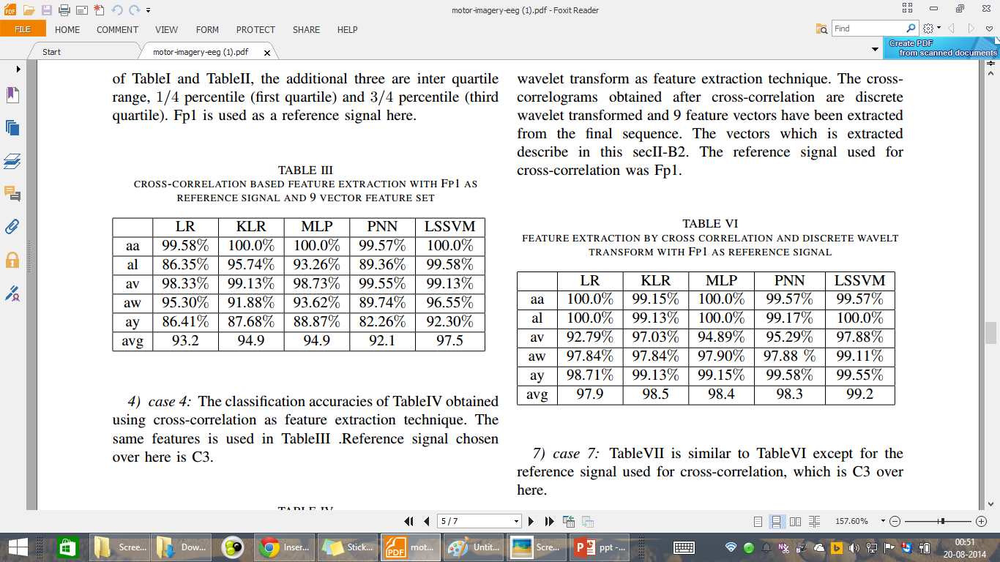 motor-imagery-eeg (1).pdf - Foxit Reader
FILE HOME COMMENT VIEW FORM PROTECT SHARE HELP
Find
Start motor-imagery-eeg (1).pdf
Create PDF
from scanned documents
of TableI and TableII, the additional three are inter quartile
range, 1/4 percentile (first quartile) and 3/4 percentile (third
quartile). Fp1 is used as a reference signal here.
TABLE III
CROSS-CORRELATION BASED FEATURE EXTRACTION WITH FP1 AS
REFERENCE SIGNAL AND 9 VECTOR FEATURE SET
LR KLR MLP PNN LSSVM
aa 99.58% 100.0% 100.0% 99.57% 100.0%
al 86.35% 95.74% 93.26% 89.36% 99.58%
av 98.33% 99.13% 98.73% 99.55% 99.13%
aw 95.30% 91.88% 93.62% 89.74% 96.55%
ay 86.41% 87.68% 88.87% 82.26% 92.30%
avg 93.2 94.9 94.9 92.1 97.5
4) case 4: The classification accuracies of TableIV obtained
using cross-correlation as feature extraction technique. The
same features is used in TableIII .Reference signal chosen
over here is C3.
TABLE IV
wavelet transform as feature extraction technique. The cross-
correlograms obtained after cross-correlation are discrete
wavelet transformed and 9 feature vectors have been extracted
from the final sequence. The vectors which is extracted
describe in this secII-B2. The reference signal used for
cross-correlation was Fp1.
TABLE VI
FEATURE EXTRACTION BY CROSS CORRELATION AND DISCRETE WAVELT
TRANSFORM WITH FP1 AS REFERENCE SIGNAL
LR KLR MLP PNN LSSVM
aa 100.0% 99.15% 100.0% 99.57% 99.57%
al 100.0% 99.13% 100.0% 99.17% 100.0%
av 92.79% 97.03% 94.89% 95.29% 97.88%
aw 97.84% 97.84% 97.90% 97.88 % 99.11%
ay 98.71% 99.13% 99.15% 99.58% 99.55%
avg 97.9 98.5 98.4 98.3 99.2
7) case 7: TableVII is similar to TableVI except for the
reference signal used for cross-correlation, which is C3 over
here.
5 / 7
157.60%
Scree... Dow... Inser... Stick... mot... Untit... Scre... ppt -...
00:51
20-08-2014